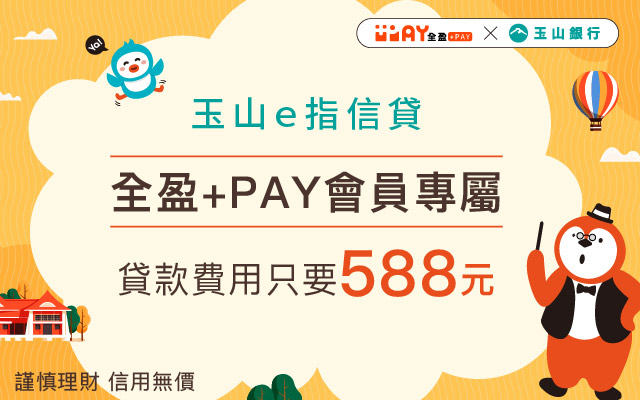 全盈+PAY × 玉山銀行
Ya!
玉山e指信貸
全盈+PAY會員專屬
貸款費用只要588元
謹慎理財 信用無價